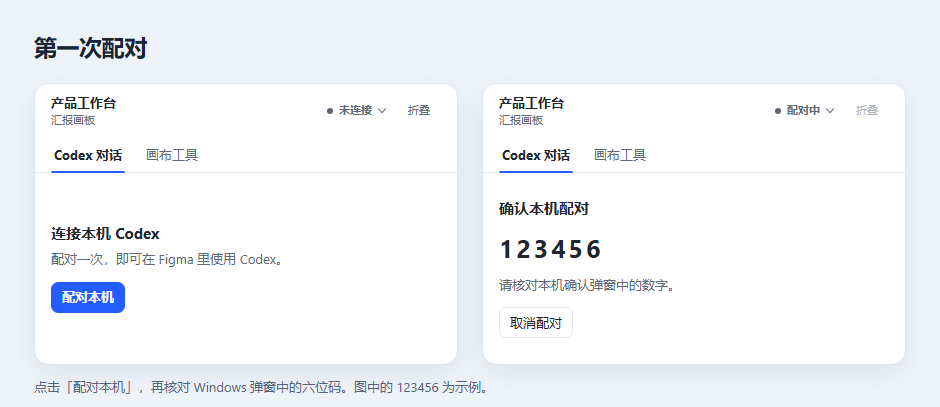 第一次配对
产品工作台
汇报画板
未连接
折叠
Codex 对话
画布工具
连接本机 Codex
配对一次，即可在 Figma 里使用 Codex。
配对本机
产品工作台
汇报画板
配对中
折叠
Codex 对话
画布工具
确认本机配对
123456
请核对本机确认弹窗中的数字。
取消配对
点击「配对本机」，再核对 Windows 弹窗中的六位码。图中的 123456 为示例。